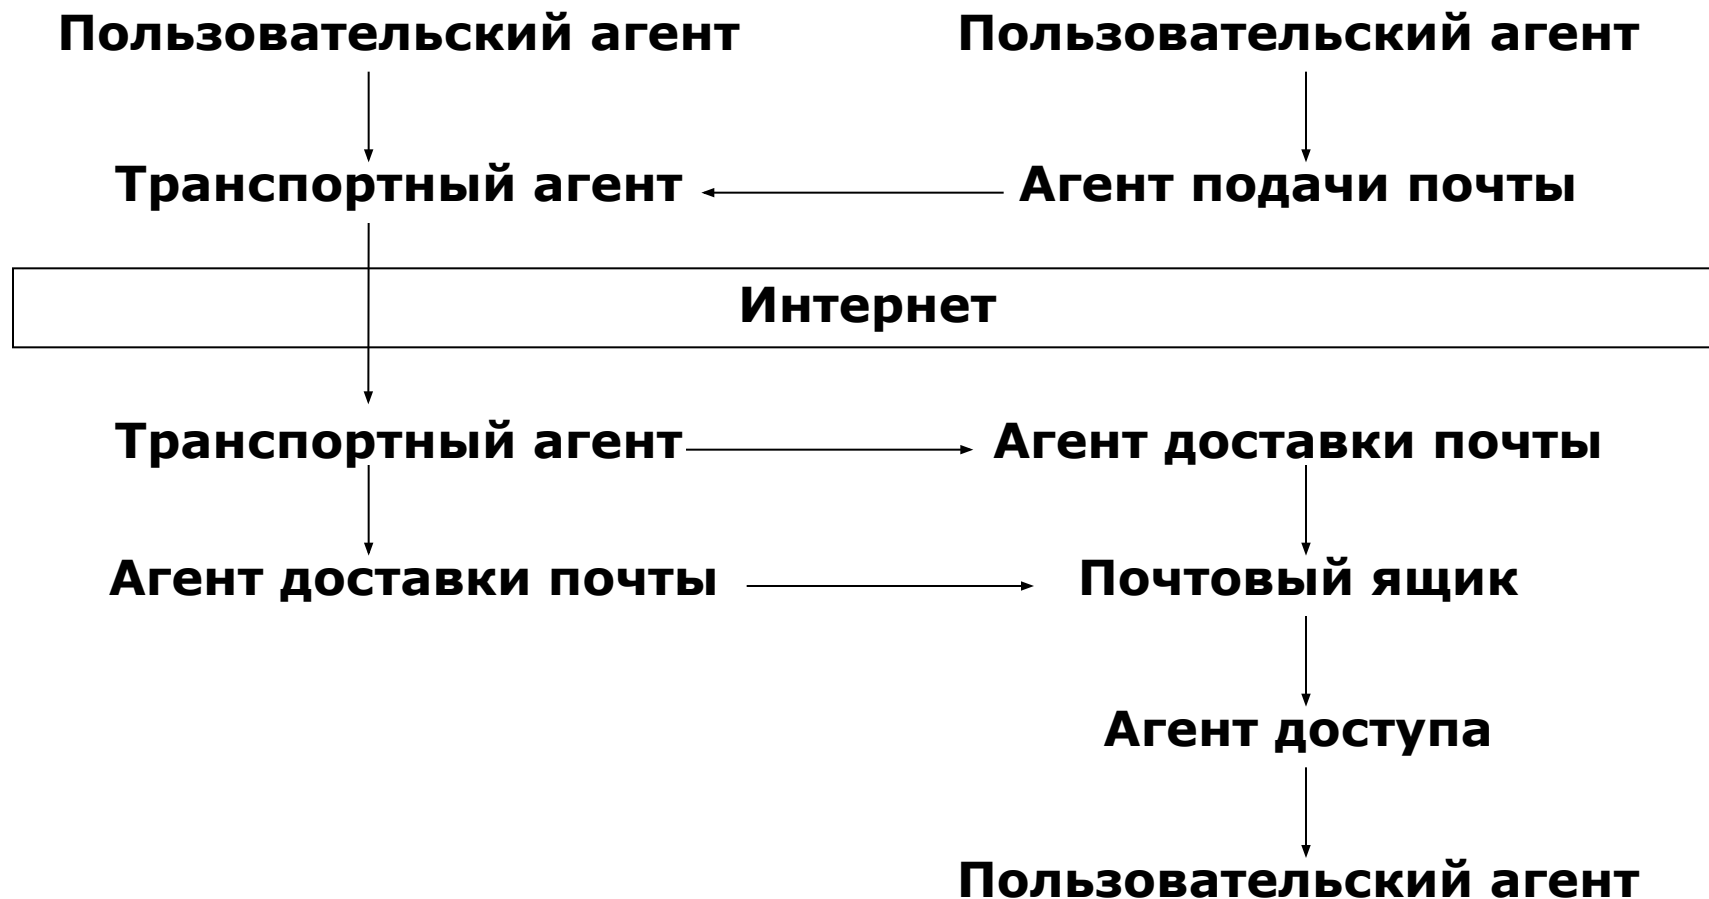 Пользовательский агент
Пользовательский агент
Транспортный агент
Агент подачи почты
Интернет
Транспортный агент
Агент доставки почты
Агент доставки почты
Почтовый ящик
Агент доступа
Пользовательский агент